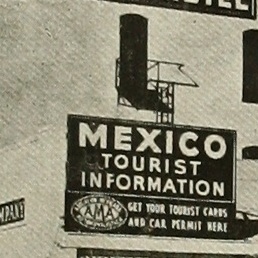 MEXICO
TOURIST
INFORMATION
AMA
GET YOUR TOURIST CARDS
AND CAR PERMIT HERE